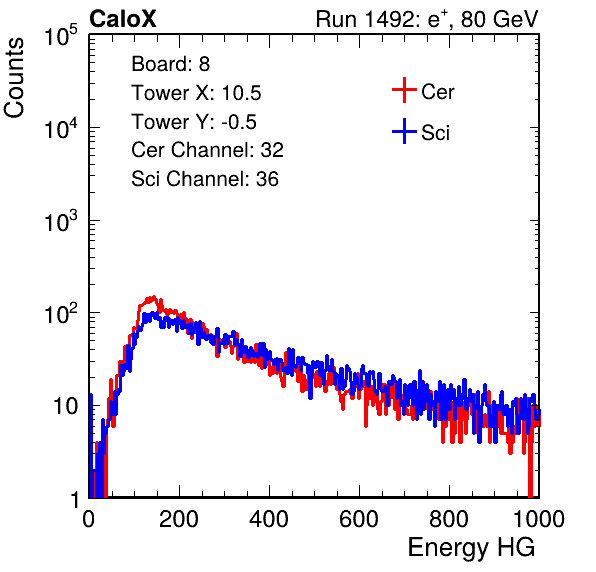 CaloX Run 1492: e⁺, 80 GeV
Counts
10⁵
10⁴
10³
10²
10
1
Board: 8
Tower X: 10.5
Tower Y: -0.5
Cer Channel: 32
Sci Channel: 36
Cer
Sci
0 200 400 600 800 1000
Energy HG